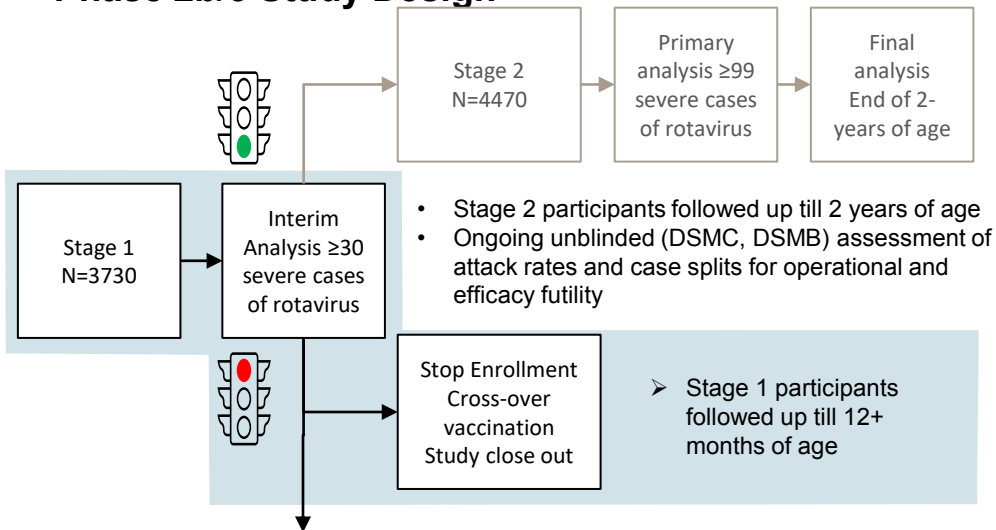 Stage 2
N=4470
Primary
analysis ≥99
severe cases
of rotavirus
Final
analysis
End of 2-
years of age
Stage 1
N=3730
Interim
Analysis ≥30
severe cases
of rotavirus
• Stage 2 participants followed up till 2 years of age
• Ongoing unblinded (DSMC, DSMB) assessment of
attack rates and case splits for operational and
efficacy futility
Stop Enrollment
Cross-over
vaccination
Study close out
➢ Stage 1 participants
followed up till 12+
months of age